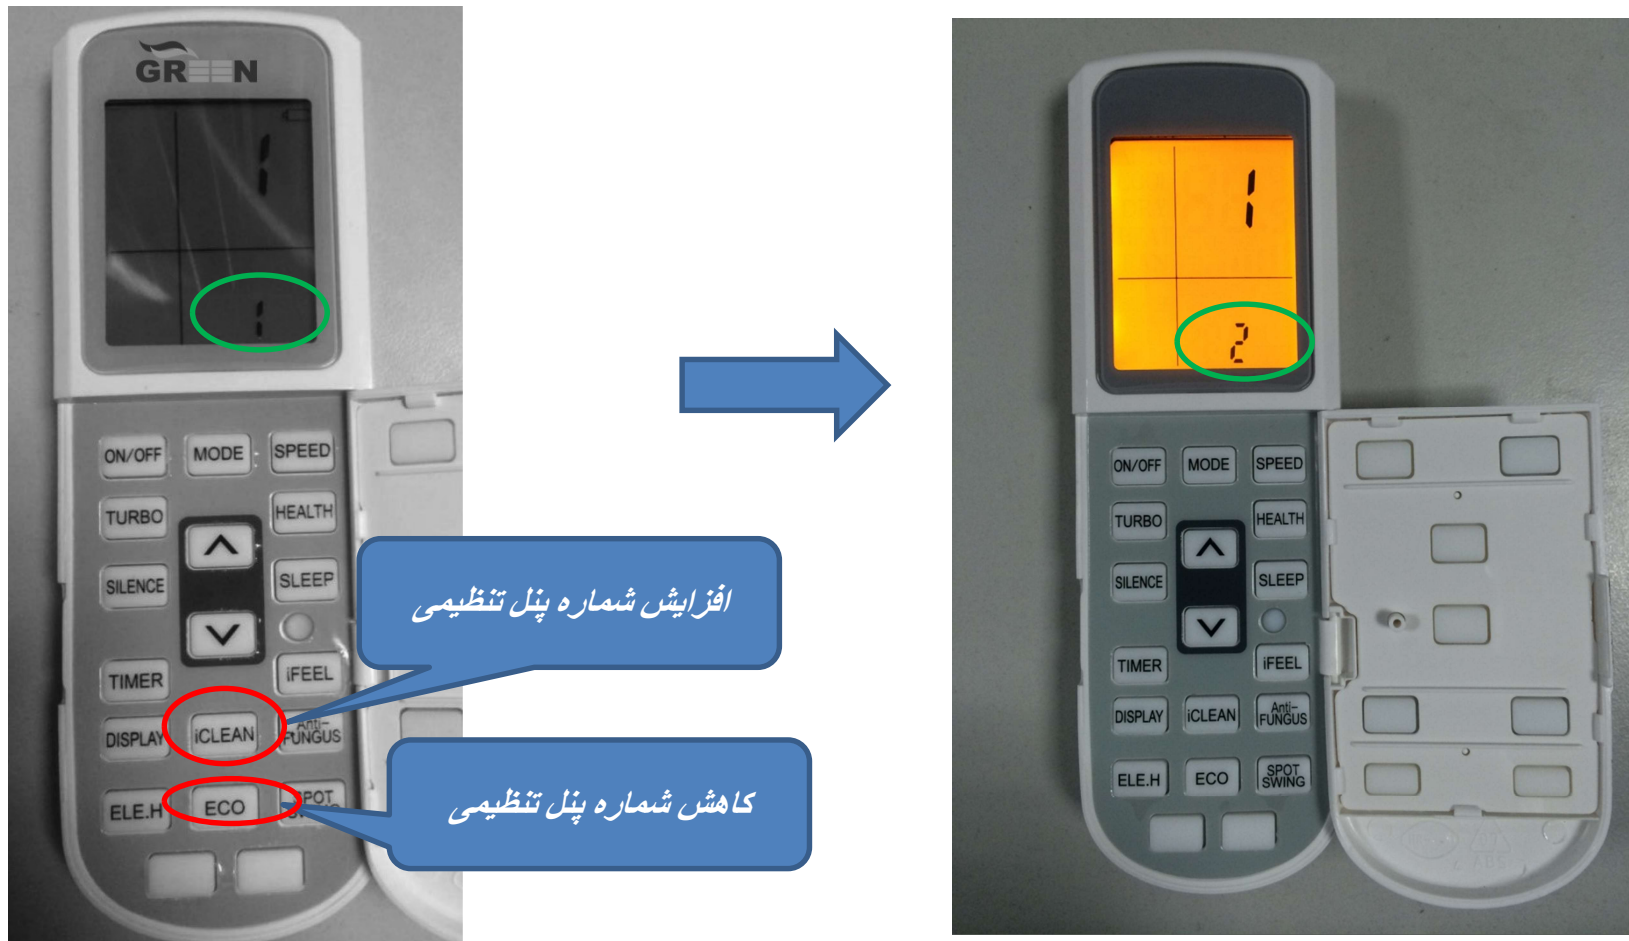 GREEN
1
1
ON/OFF MODE SPEED
TURBO HEALTH
SILENCE SLEEP
TIMER iFEEL
DISPLAY iCLEAN Anti-FUNGUS
ELE.H ECO SPOT SWING
افزایش شماره پنل تنظیمی
کاهش شماره پنل تنظیمی
1
2
ON/OFF MODE SPEED
TURBO HEALTH
SILENCE SLEEP
TIMER iFEEL
DISPLAY iCLEAN Anti-
FUNGUS
ELE.H ECO SPOT
SWING